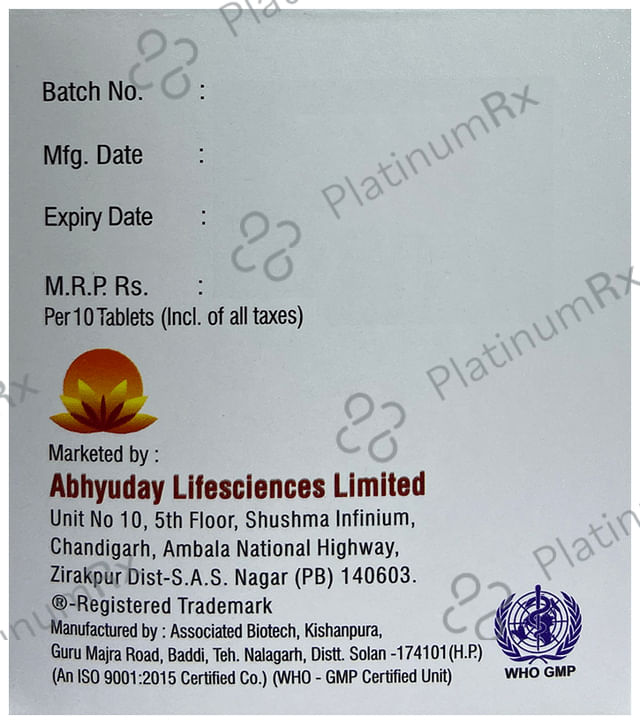 Batch No. :
Mfg. Date :
Expiry Date :
M.R.P. Rs. :
Per 10 Tablets (Incl. of all taxes)
Marketed by :
Abhyuday Lifesciences Limited
Unit No 10, 5th Floor, Shushma Infinium,
Chandigarh, Ambala National Highway,
Zirakpur Dist-S.A.S. Nagar (PB) 140603.
®-Registered Trademark
Manufactured by : Associated Biotech, Kishanpura,
Guru Majra Road, Baddi, Teh. Nalagarh, Distt. Solan -174101(H.P.)
(An ISO 9001:2015 Certified Co.) (WHO - GMP Certified Unit)
WHO GMP
PlatinumRx
PlatinumRx
PlatinumRx